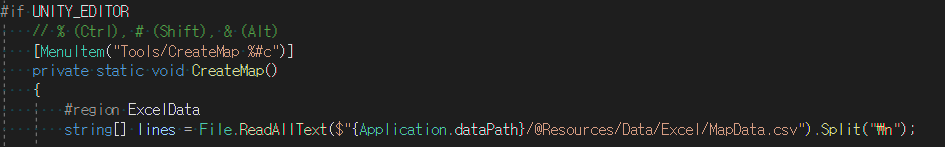 #if UNITY_EDITOR
// % (Ctrl), # (Shift), & (Alt)
[MenuItem("Tools/CreateMap %#c")]
private static void CreateMap()
{
#region ExcelData
string[] lines = File.ReadAllText($"{Application.dataPath}/@Resources/Data/Excel/MapData.csv").Split("₩n");